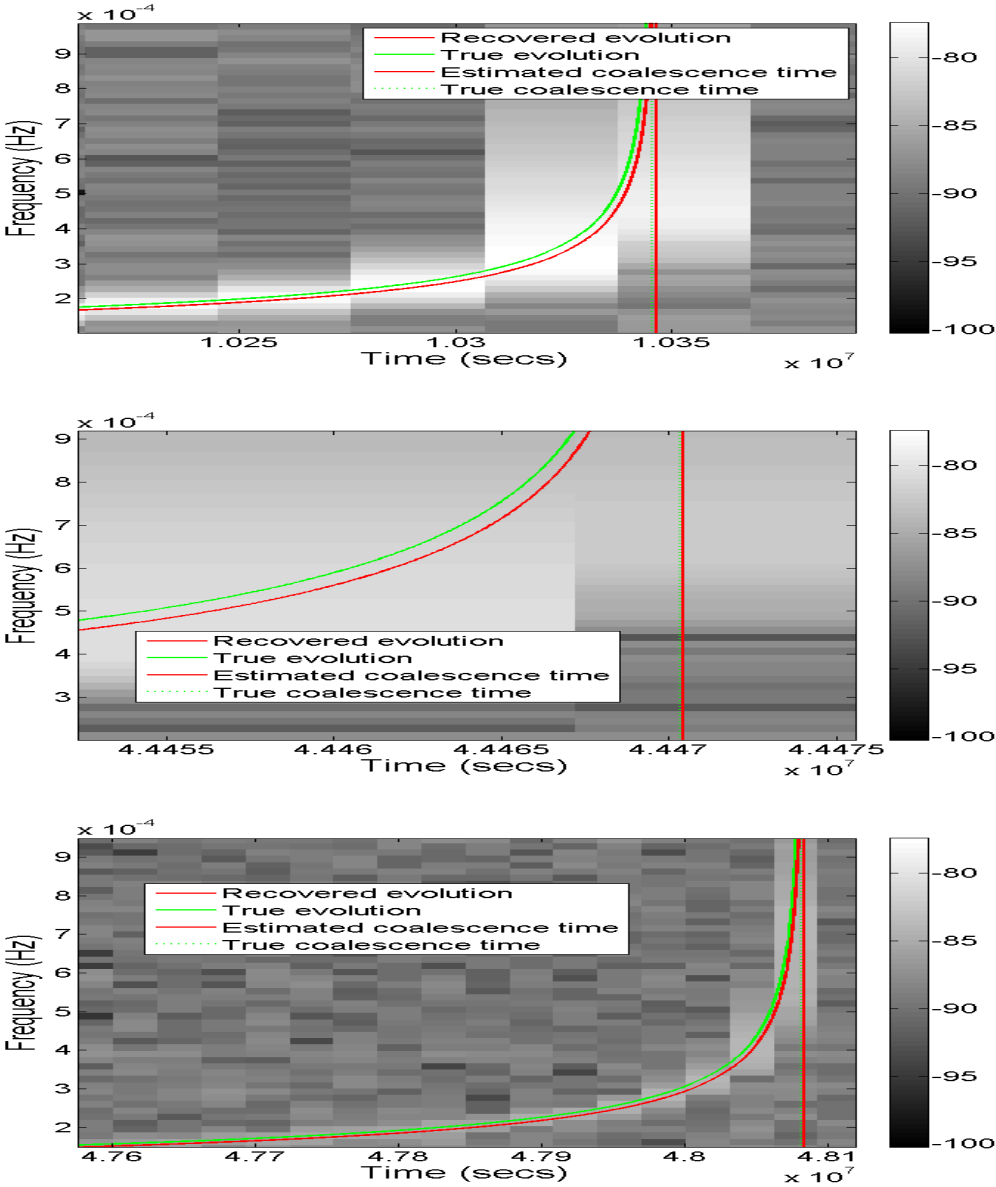 x 10⁻⁴
9
8
7
6
5
4
3
2
Frequency (Hz)
Recovered evolution
True evolution
Estimated coalescence time
True coalescence time
1.025
1.03
1.035
Time (secs)
x 10⁷
-80
-85
-90
-95
-100
x 10⁻⁴
9
8
7
6
5
4
3
Frequency (Hz)
Recovered evolution
True evolution
Estimated coalescence time
True coalescence time
4.4455
4.446
4.4465
4.447
4.4475
Time (secs)
x 10⁷
-80
-85
-90
-95
-100
x 10⁻⁴
9
8
7
6
5
4
3
2
Frequency (Hz)
Recovered evolution
True evolution
Estimated coalescence time
True coalescence time
4.76
4.77
4.78
4.79
4.8
4.81
Time (secs)
x 10⁷
-80
-85
-90
-95
-100